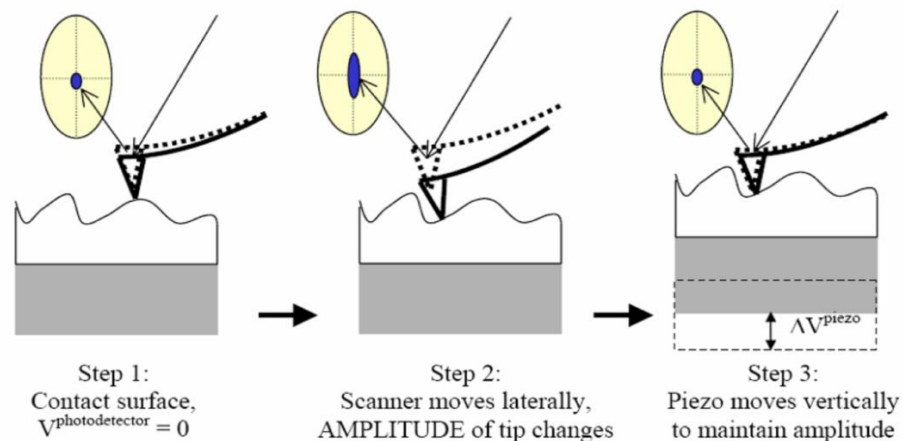 ΛV^piezo
Step 1:
Contact surface,
V^photodetector = 0
Step 2:
Scanner moves laterally,
AMPLITUDE of tip changes
Step 3:
Piezo moves vertically
to maintain amplitude